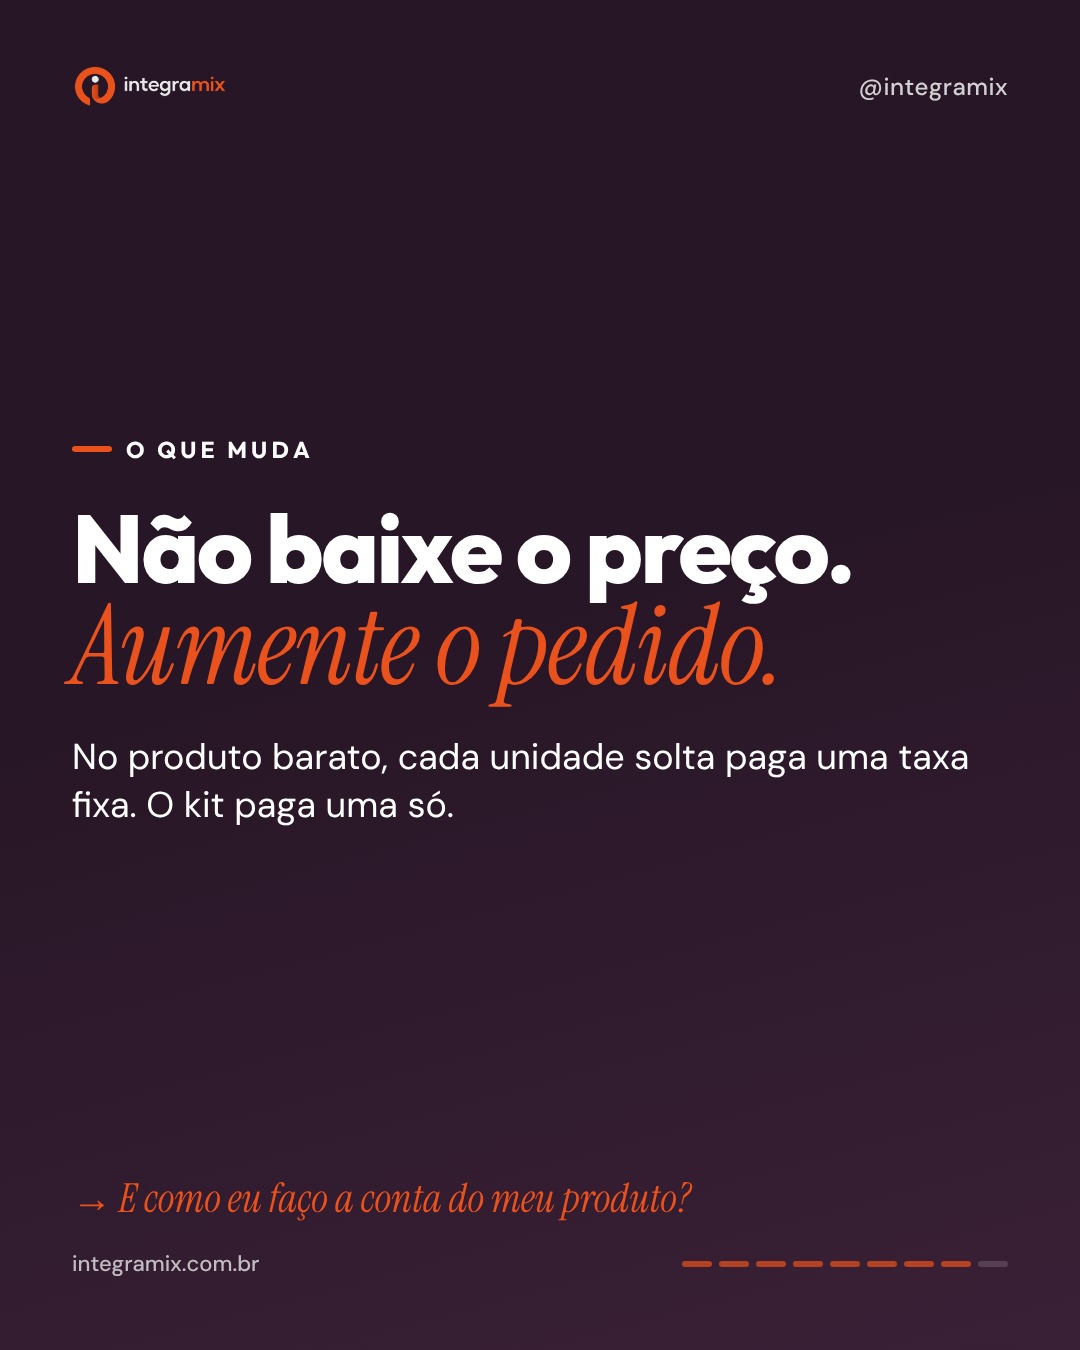 integramix
@integramix
O QUE MUDA
Não baixe o preço.
Aumente o pedido.
No produto barato, cada unidade solta paga uma taxa
fixa. O kit paga uma só.
→ E como eu faço a conta do meu produto?
integramix.com.br